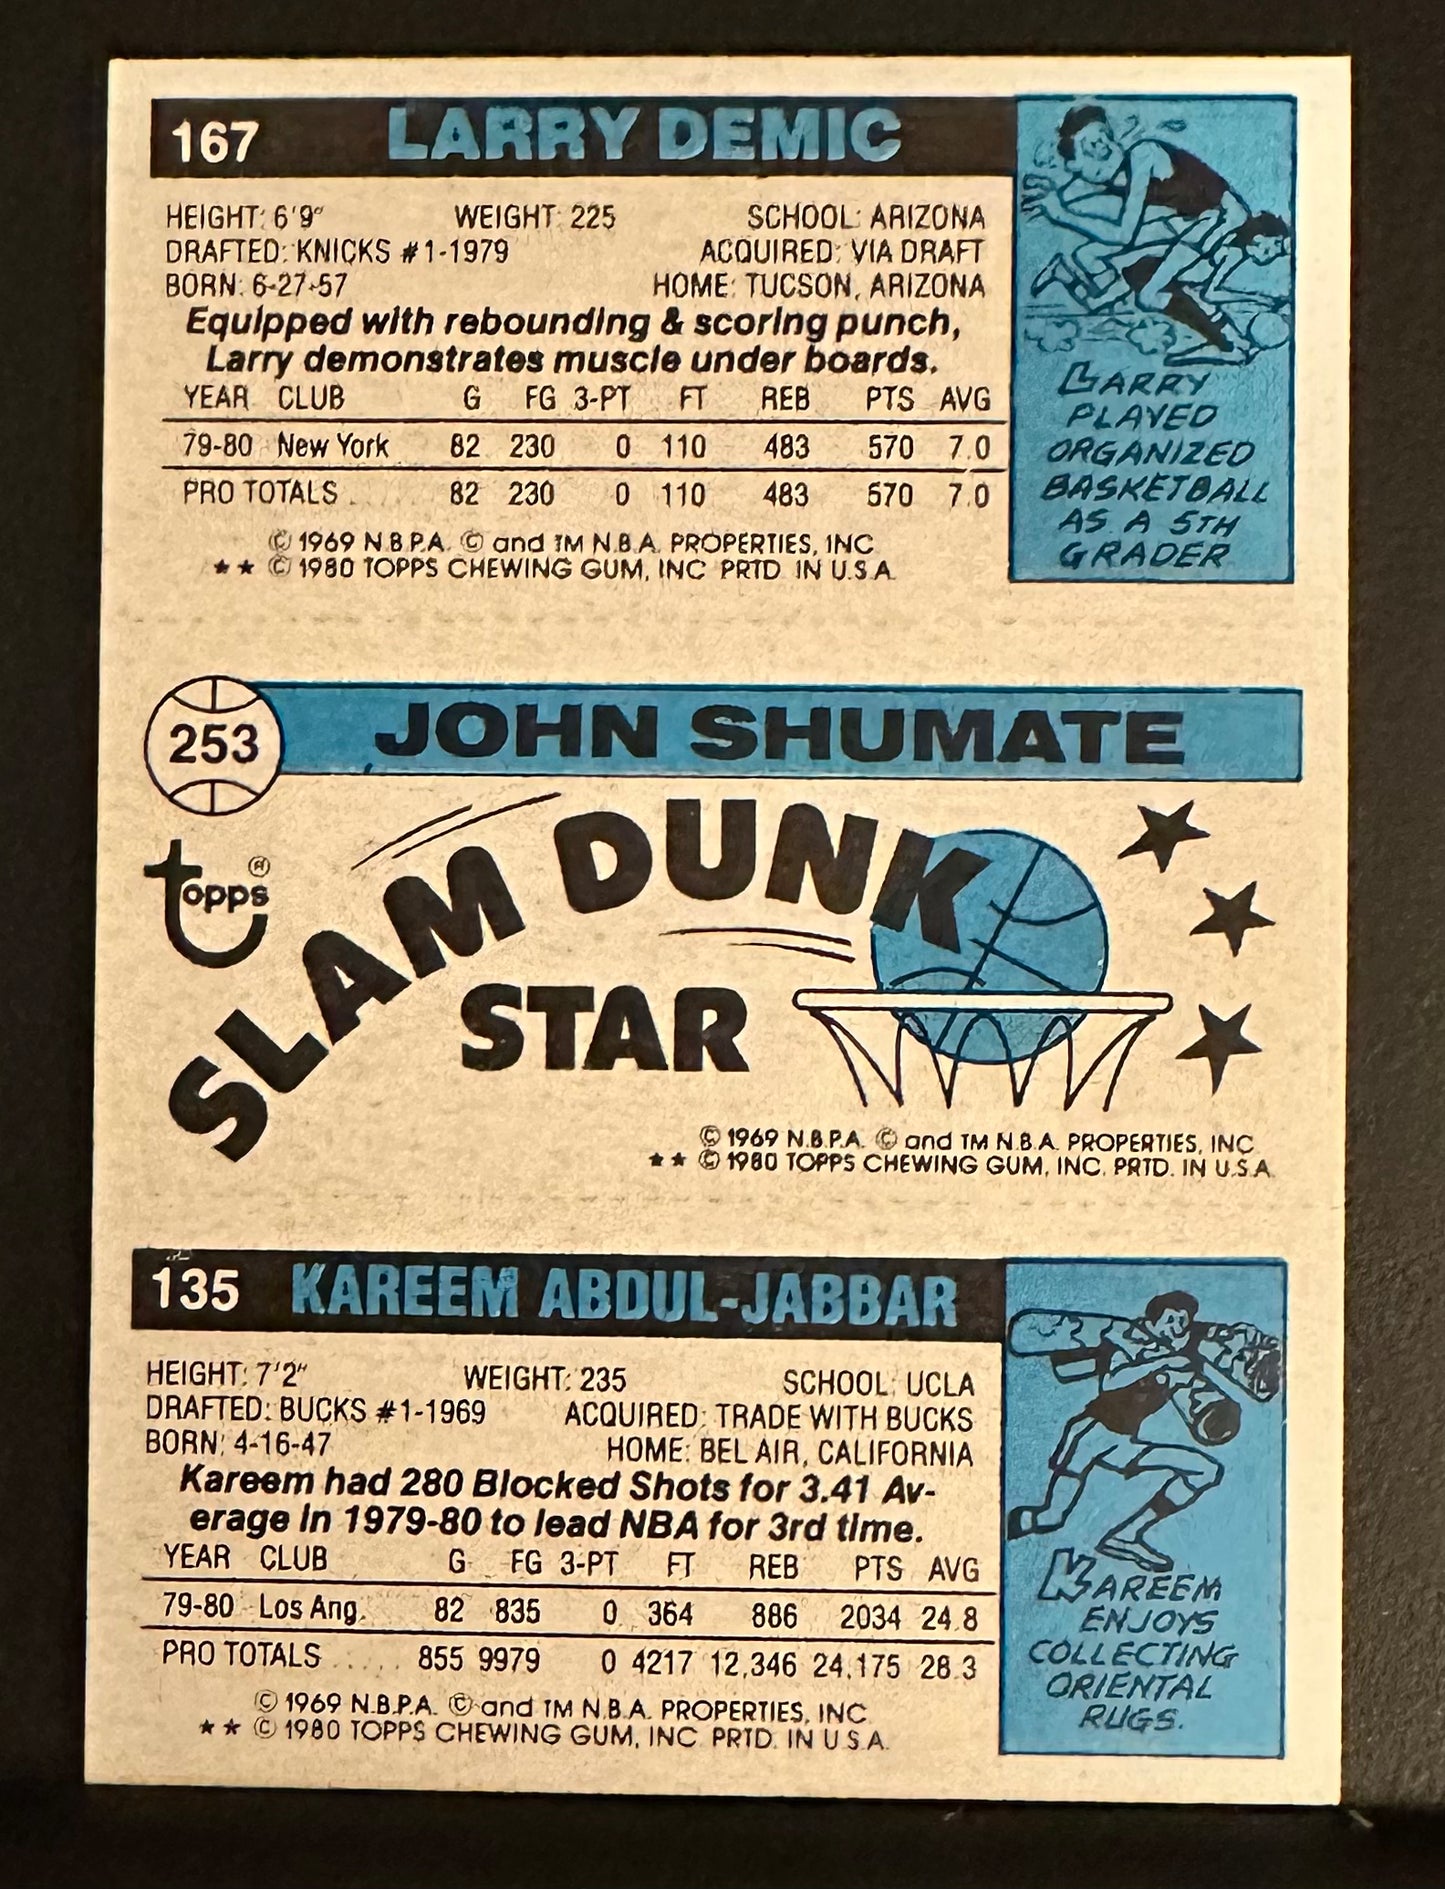 167 LARRY DEMIC
HEIGHT: 6'9" WEIGHT: 225 SCHOOL: ARIZONA
DRAFTED: KNICKS #1-1979 ACQUIRED: VIA DRAFT
BORN: 6-27-57 HOME: TUCSON, ARIZONA
Equipped with rebounding & scoring punch,
Larry demonstrates muscle under boards.
YEAR CLUB G FG 3-PT FT REB PTS AVG
79-80 New York 82 230 0 110 483 570 7.0
PRO TOTALS .... 82 230 0 110 483 570 7.0
© 1969 N.B.P.A. © and TM N.B.A. PROPERTIES, INC
★★ © 1980 TOPPS CHEWING GUM, INC PRTD. IN U.S.A.
LARRY
PLAYED
ORGANIZED
BASKETBALL
AS A 5TH
GRADER
253 JOHN SHUMATE
topps®
SLAM DUNK
STAR
© 1969 N.B.P.A. © and TM N.B.A. PROPERTIES, INC
★★ © 1980 TOPPS CHEWING GUM, INC. PRTD. IN U.S.A.
135 KAREEM ABDUL-JABBAR
HEIGHT: 7'2" WEIGHT: 235 SCHOOL: UCLA
DRAFTED: BUCKS #1-1969 ACQUIRED: TRADE WITH BUCKS
BORN: 4-16-47 HOME: BEL AIR, CALIFORNIA
Kareem had 280 Blocked Shots for 3.41 Av-
erage in 1979-80 to lead NBA for 3rd time.
YEAR CLUB G FG 3-PT FT REB PTS AVG
79-80 Los Ang. 82 835 0 364 886 2034 24.8
PRO TOTALS ..... 855 9979 0 4217 12,346 24,175 28.3
© 1969 N.B.P.A. © and TM N.B.A. PROPERTIES, INC.
★★ © 1980 TOPPS CHEWING GUM, INC PRTD. IN U.S.A.
KAREEM
ENJOYS
COLLECTING
ORIENTAL
RUGS.